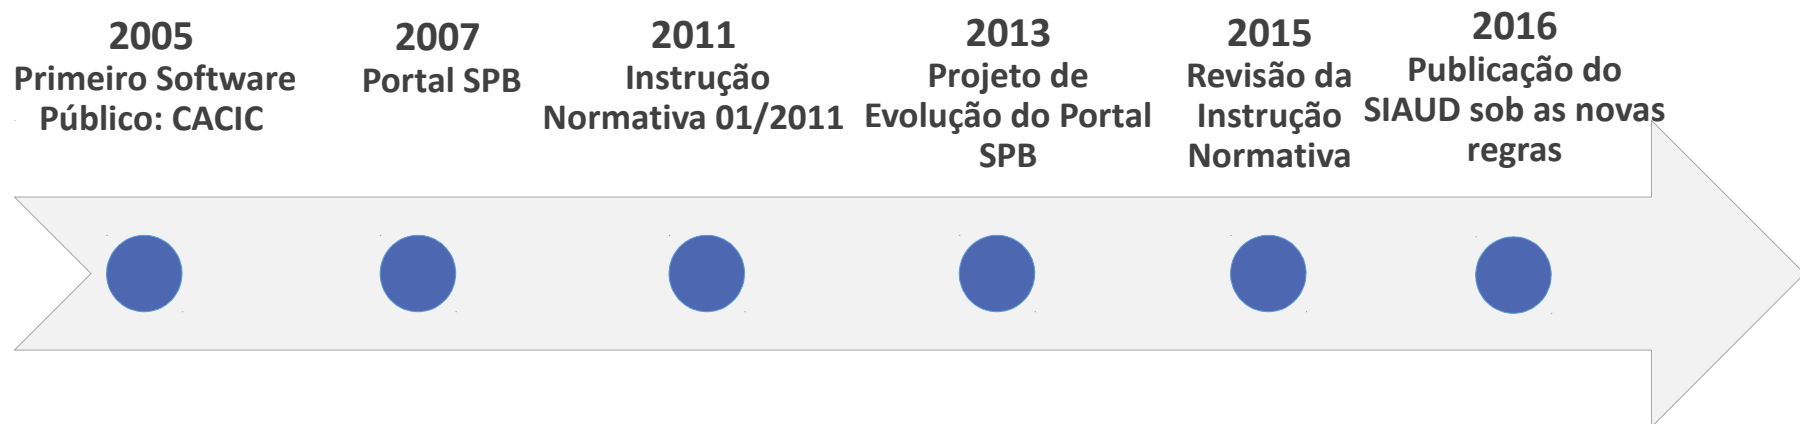 2005
Primeiro Software
Público: CACIC
2007
Portal SPB
2011
Instrução
Normativa 01/2011
2013
Projeto de
Evolução do Portal
SPB
2015
Revisão da
Instrução
Normativa
2016
Publicação do
SIAUD sob as novas
regras